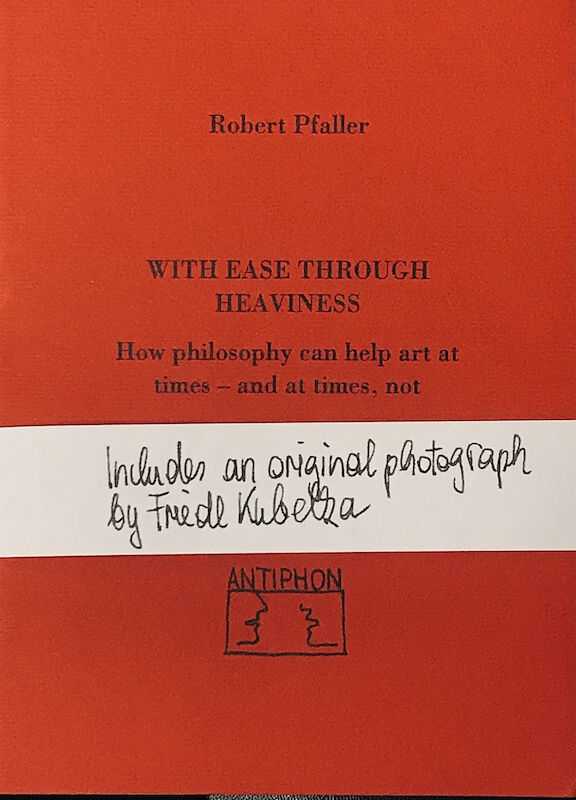 Robert Pfaller
WITH EASE THROUGH
HEAVINESS
How philosophy can help art at
times – and at times, not
Includes an original photograph
by Friedl Kubelka
ANTIPHON